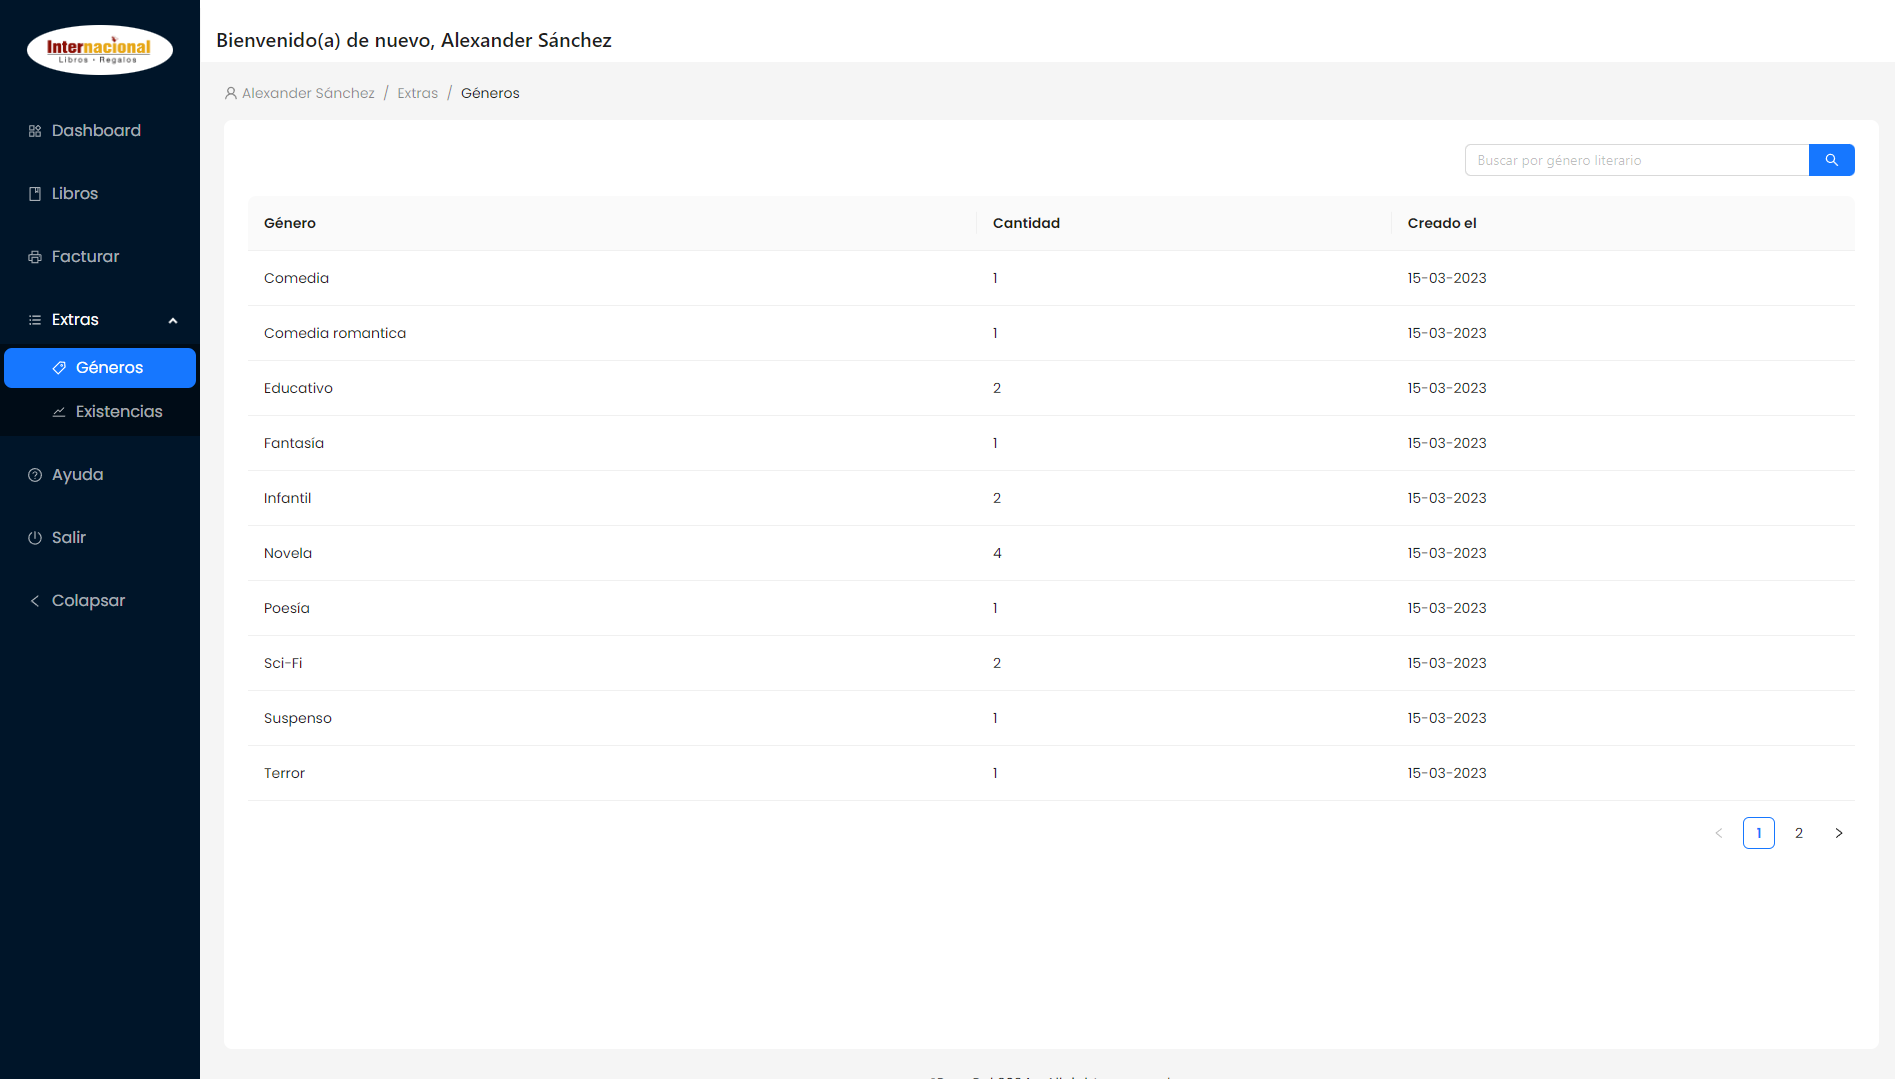 Internacional
Libros • Regalos
Bienvenido(a) de nuevo, Alexander Sánchez
Alexander Sánchez / Extras / Géneros
Dashboard
Libros
Facturar
Extras
Géneros
Existencias
Ayuda
Salir
Colapsar
Buscar por género literario
Género Cantidad Creado el
Comedia 1 15-03-2023
Comedia romantica 1 15-03-2023
Educativo 2 15-03-2023
Fantasía 1 15-03-2023
Infantil 2 15-03-2023
Novela 4 15-03-2023
Poesía 1 15-03-2023
Sci-Fi 2 15-03-2023
Suspenso 1 15-03-2023
Terror 1 15-03-2023
< 1 2 >